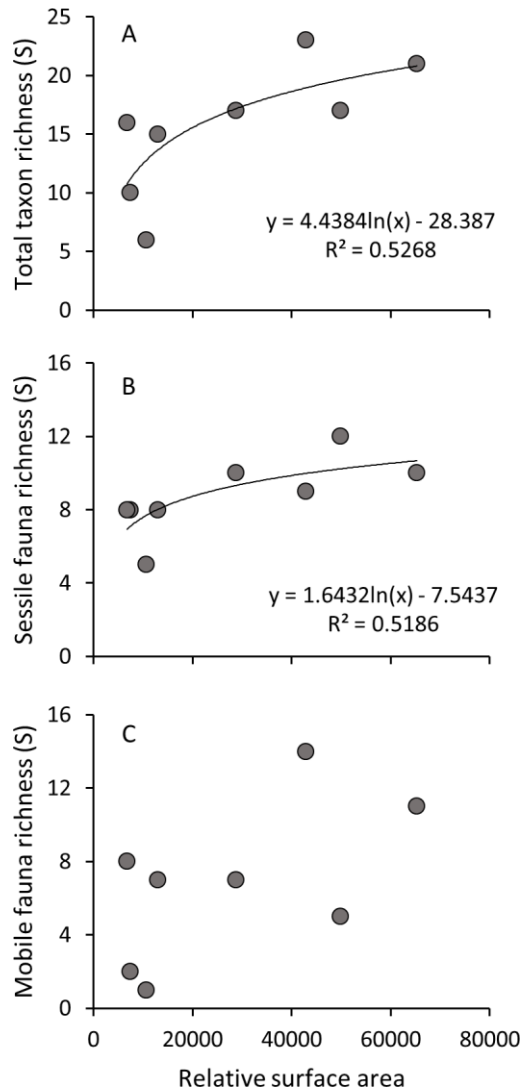 A
Total taxon richness (S)
25
20
15
10
5
0
y = 4.4384ln(x) - 28.387
R² = 0.5268
B
Sessile fauna richness (S)
16
12
8
4
0
y = 1.6432ln(x) - 7.5437
R² = 0.5186
C
Mobile fauna richness (S)
16
12
8
4
0
0 20000 40000 60000 80000
Relative surface area